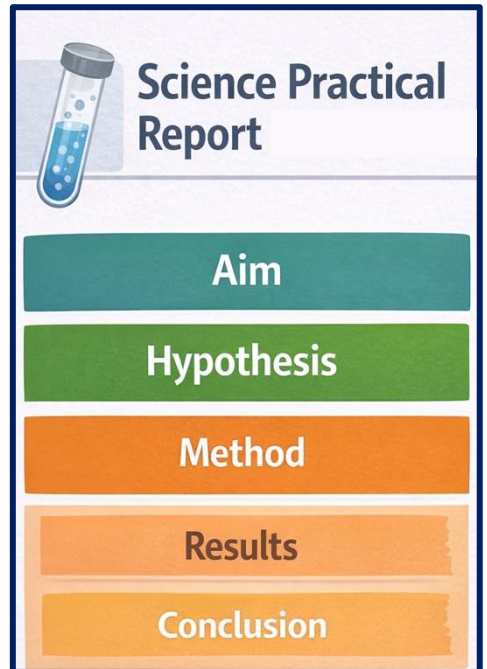 Science Practical
Report
Aim
Hypothesis
Method
Results
Conclusion